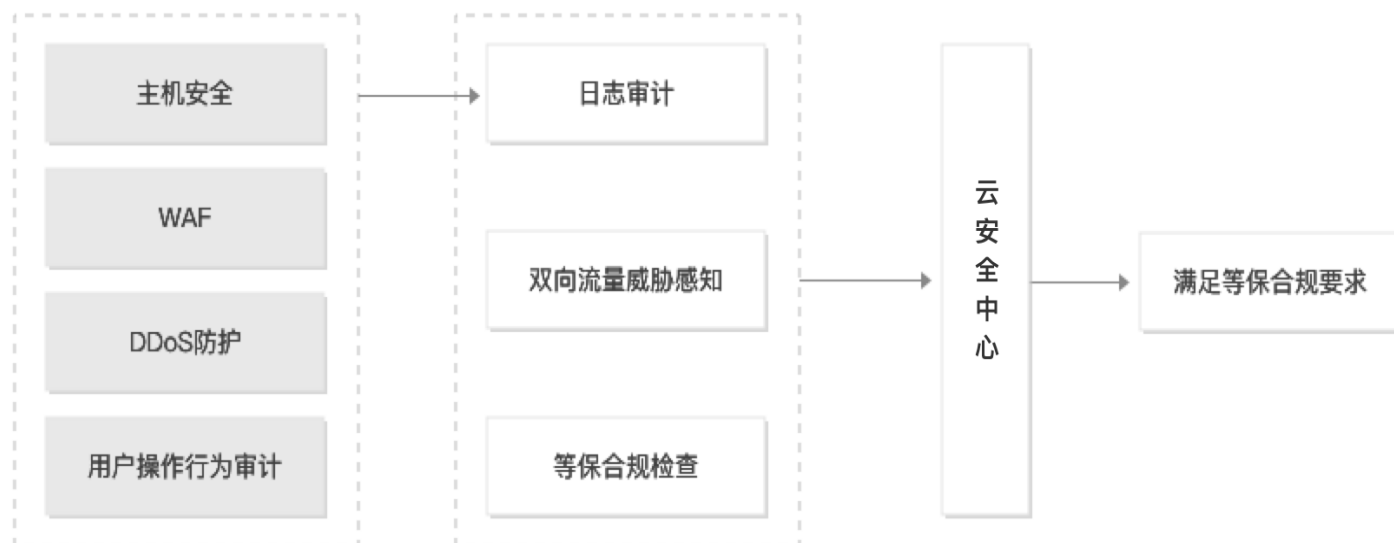 主机安全
WAF
DDoS防护
用户操作行为审计
日志审计
双向流量威胁感知
等保合规检查
云安全中心
满足等保合规要求